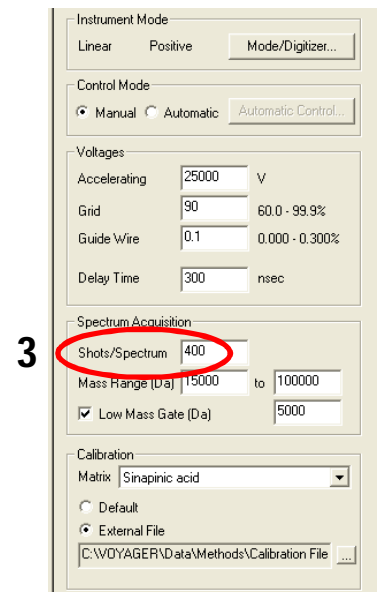 Instrument Mode
Linear Positive Mode/Digitizer...
Control Mode
Manual Automatic Automatic Control...
Voltages
Accelerating 25000 V
Grid 90 60.0 - 99.9%
Guide Wire 0.1 0.000 - 0.300%
Delay Time 300 nsec
Spectrum Acquisition
3 Shots/Spectrum 400
Mass Range (Da) 15000 to 100000
Low Mass Gate (Da) 5000
Calibration
Matrix Sinapinic acid
Default
External File
C:\VOYAGER\Data\Methods\Calibration File ...